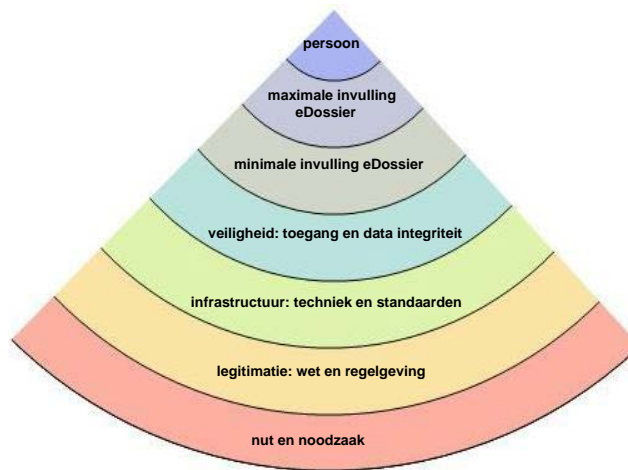 persoon
maximale invulling
eDossier
minimale invulling eDossier
veiligheid: toegang en data integriteit
infrastructuur: techniek en standaarden
legitimatie: wet en regelgeving
nut en noodzaak